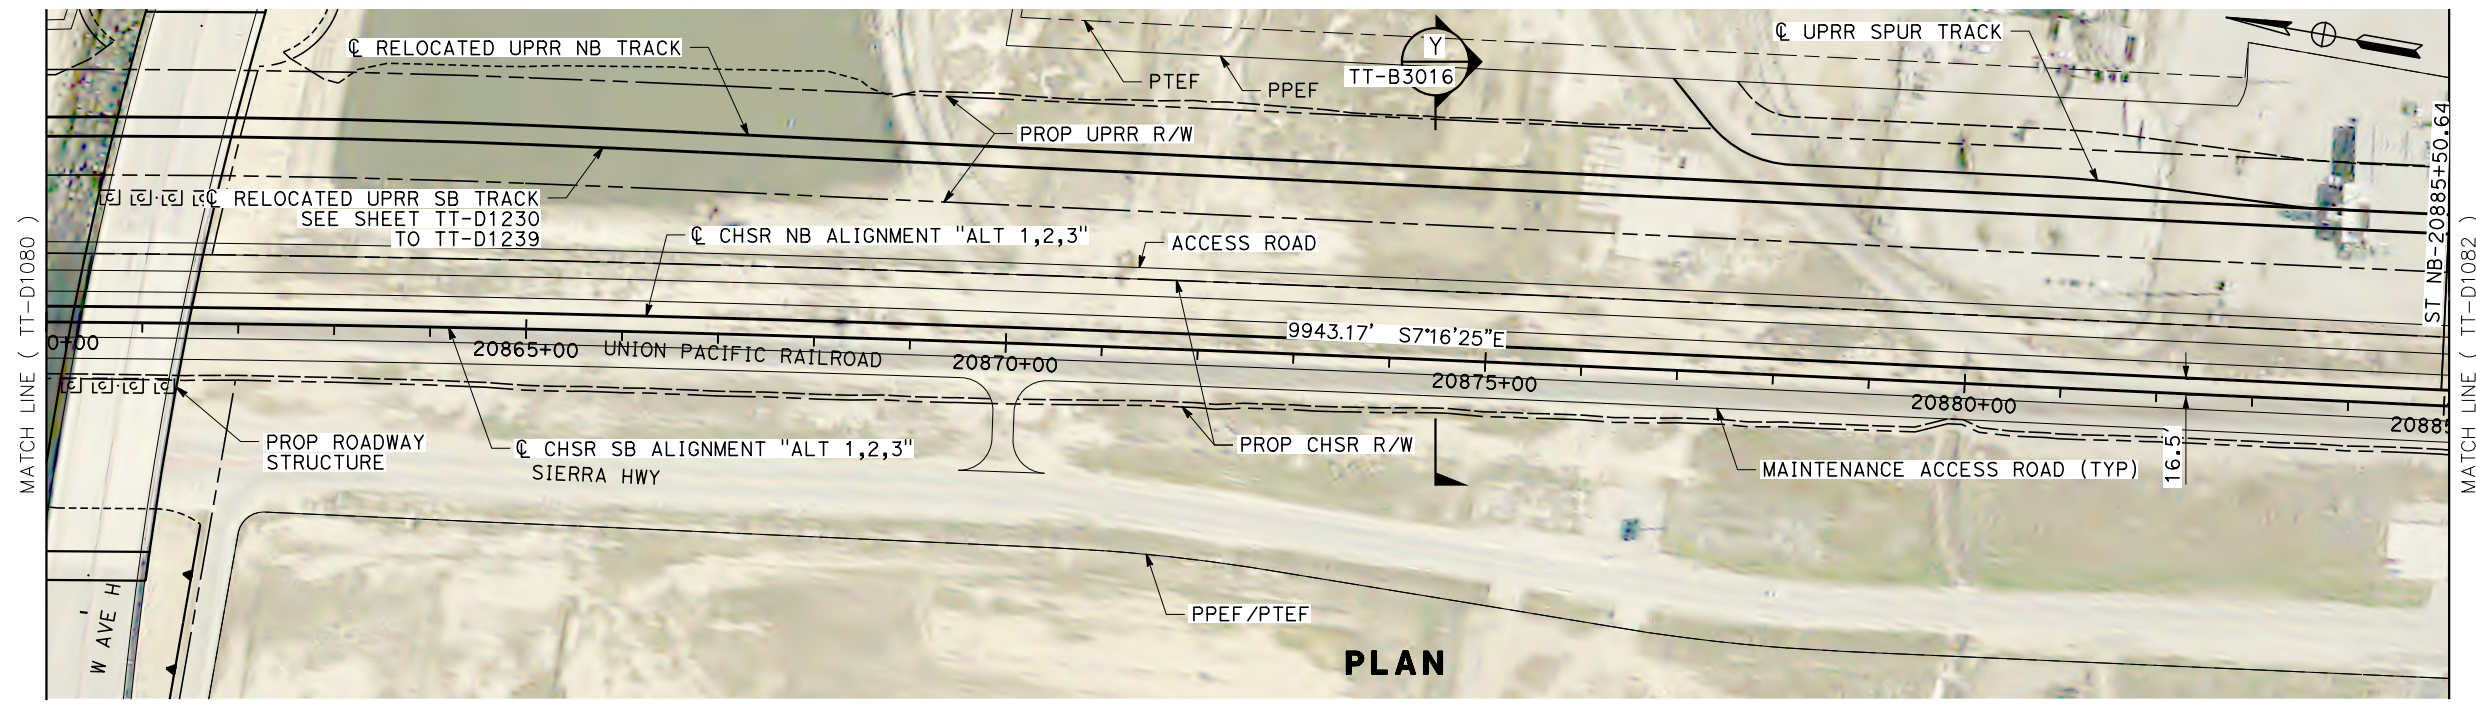 ℄ RELOCATED UPRR NB TRACK
Y
TT-B3016
℄ UPRR SPUR TRACK
PTEF
PPEF
PROP UPRR R/W
℄ RELOCATED UPRR SB TRACK
SEE SHEET TT-D1230
TO TT-D1239
℄ CHSR NB ALIGNMENT "ALT 1,2,3"
ACCESS ROAD
ST NB-20885+50.64
MATCH LINE ( TT-D1080 )
MATCH LINE ( TT-D1082 )
0+00
20865+00
UNION PACIFIC RAILROAD
20870+00
9943.17' S7°16'25"E
20875+00
20880+00
2088
PROP ROADWAY
STRUCTURE
℄ CHSR SB ALIGNMENT "ALT 1,2,3"
SIERRA HWY
PROP CHSR R/W
MAINTENANCE ACCESS ROAD (TYP)
16.5'
W AVE H
PPEF/PTEF
PLAN